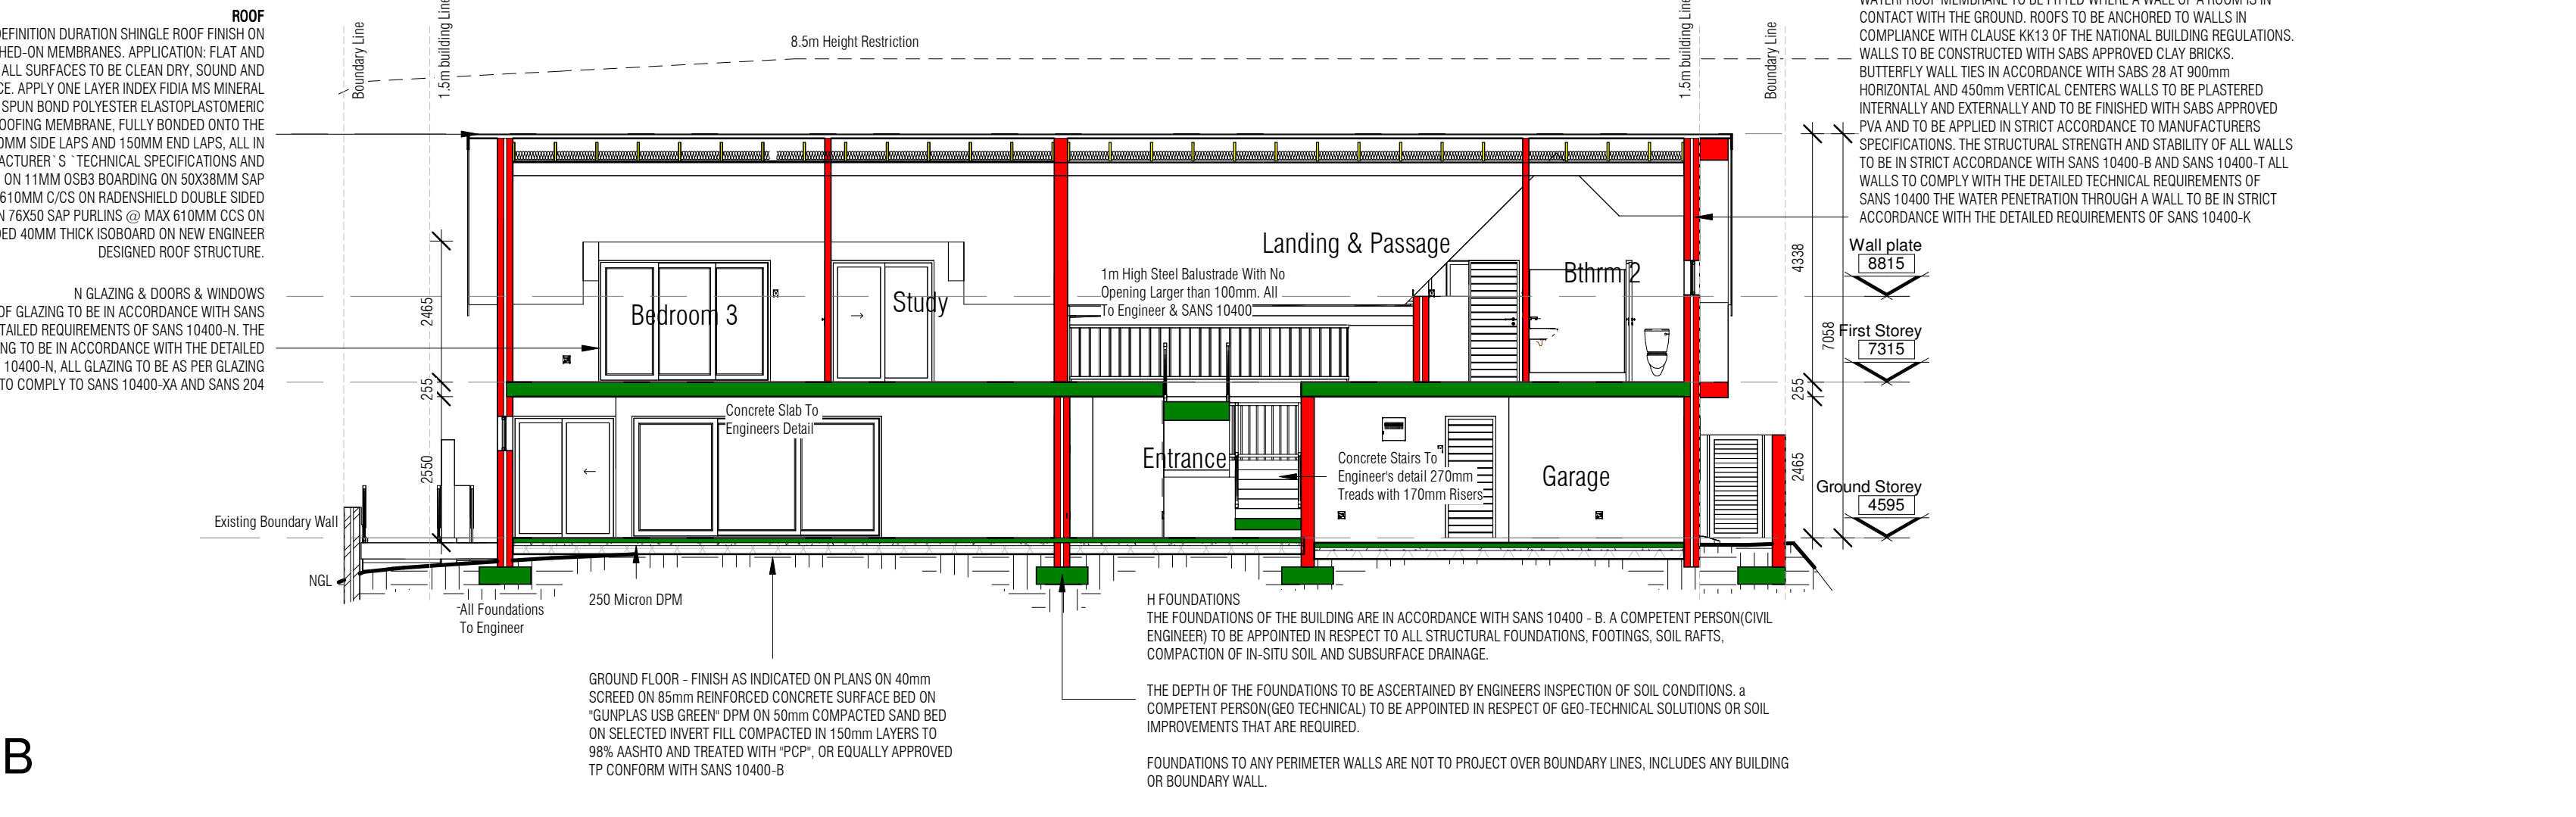 ROOF
EFINITION DURATION SHINGLE ROOF FINISH ON
HED-ON MEMBRANES. APPLICATION: FLAT AND
ALL SURFACES TO BE CLEAN DRY, SOUND AND
CE. APPLY ONE LAYER INDEX FIDIA MS MINERAL
SPUN BOND POLYESTER ELASTOPLASTOMERIC
OOFING MEMBRANE, FULLY BONDED ONTO THE
0MM SIDE LAPS AND 150MM END LAPS, ALL IN
ACTURER`S `TECHNICAL SPECIFICATIONS AND
ON 11MM OSB3 BOARDING ON 50X38MM SAP
610MM C/CS ON RADENSHIELD DOUBLE SIDED
N 76X50 SAP PURLINS @ MAX 610MM CCS ON
DED 40MM THICK ISOBOARD ON NEW ENGINEER
DESIGNED ROOF STRUCTURE.
N GLAZING & DOORS & WINDOWS
OF GLAZING TO BE IN ACCORDANCE WITH SANS
TAILED REQUIREMENTS OF SANS 10400-N. THE
NG TO BE IN ACCORDANCE WITH THE DETAILED
10400-N, ALL GLAZING TO BE AS PER GLAZING
TO COMPLY TO SANS 10400-XA AND SANS 204
Boundary Line
1.5m building Line
8.5m Height Restriction
1.5m building Line
Boundary Line
WATERPROOF MEMBRANE TO BE FITTED WHERE A WALL OF A ROOM IS IN
CONTACT WITH THE GROUND. ROOFS TO BE ANCHORED TO WALLS IN
COMPLIANCE WITH CLAUSE KK13 OF THE NATIONAL BUILDING REGULATIONS.
WALLS TO BE CONSTRUCTED WITH SABS APPROVED CLAY BRICKS.
BUTTERFLY WALL TIES IN ACCORDANCE WITH SABS 28 AT 900mm
HORIZONTAL AND 450mm VERTICAL CENTERS WALLS TO BE PLASTERED
INTERNALLY AND EXTERNALLY AND TO BE FINISHED WITH SABS APPROVED
PVA AND TO BE APPLIED IN STRICT ACCORDANCE TO MANUFACTURERS
SPECIFICATIONS. THE STRUCTURAL STRENGTH AND STABILITY OF ALL WALLS
TO BE IN STRICT ACCORDANCE WITH SANS 10400-B AND SANS 10400-T ALL
WALLS TO COMPLY WITH THE DETAILED TECHNICAL REQUIREMENTS OF
SANS 10400 THE WATER PENETRATION THROUGH A WALL TO BE IN STRICT
ACCORDANCE WITH THE DETAILED REQUIREMENTS OF SANS 10400-K
Wall plate
8815
First Storey
7315
Ground Storey
4595
4338
7058
255
2465
2465
255
2550
Bedroom 3
Study
Landing & Passage
Bthrm 2
1m High Steel Balustrade With No
Opening Larger than 100mm. All
To Engineer & SANS 10400
Concrete Slab To
Engineers Detail
Entrance
Concrete Stairs To
Engineer's detail 270mm
Treads with 170mm Risers
Garage
Existing Boundary Wall
NGL
All Foundations
To Engineer
250 Micron DPM
GROUND FLOOR - FINISH AS INDICATED ON PLANS ON 40mm
SCREED ON 85mm REINFORCED CONCRETE SURFACE BED ON
"GUNPLAS USB GREEN" DPM ON 50mm COMPACTED SAND BED
ON SELECTED INVERT FILL COMPACTED IN 150mm LAYERS TO
98% AASHTO AND TREATED WITH "PCP", OR EQUALLY APPROVED
TP CONFORM WITH SANS 10400-B
H FOUNDATIONS
THE FOUNDATIONS OF THE BUILDING ARE IN ACCORDANCE WITH SANS 10400 - B. A COMPETENT PERSON(CIVIL
ENGINEER) TO BE APPOINTED IN RESPECT TO ALL STRUCTURAL FOUNDATIONS, FOOTINGS, SOIL RAFTS,
COMPACTION OF IN-SITU SOIL AND SUBSURFACE DRAINAGE.
THE DEPTH OF THE FOUNDATIONS TO BE ASCERTAINED BY ENGINEERS INSPECTION OF SOIL CONDITIONS. a
COMPETENT PERSON(GEO TECHNICAL) TO BE APPOINTED IN RESPECT OF GEO-TECHNICAL SOLUTIONS OR SOIL
IMPROVEMENTS THAT ARE REQUIRED.
FOUNDATIONS TO ANY PERIMETER WALLS ARE NOT TO PROJECT OVER BOUNDARY LINES, INCLUDES ANY BUILDING
OR BOUNDARY WALL.
B